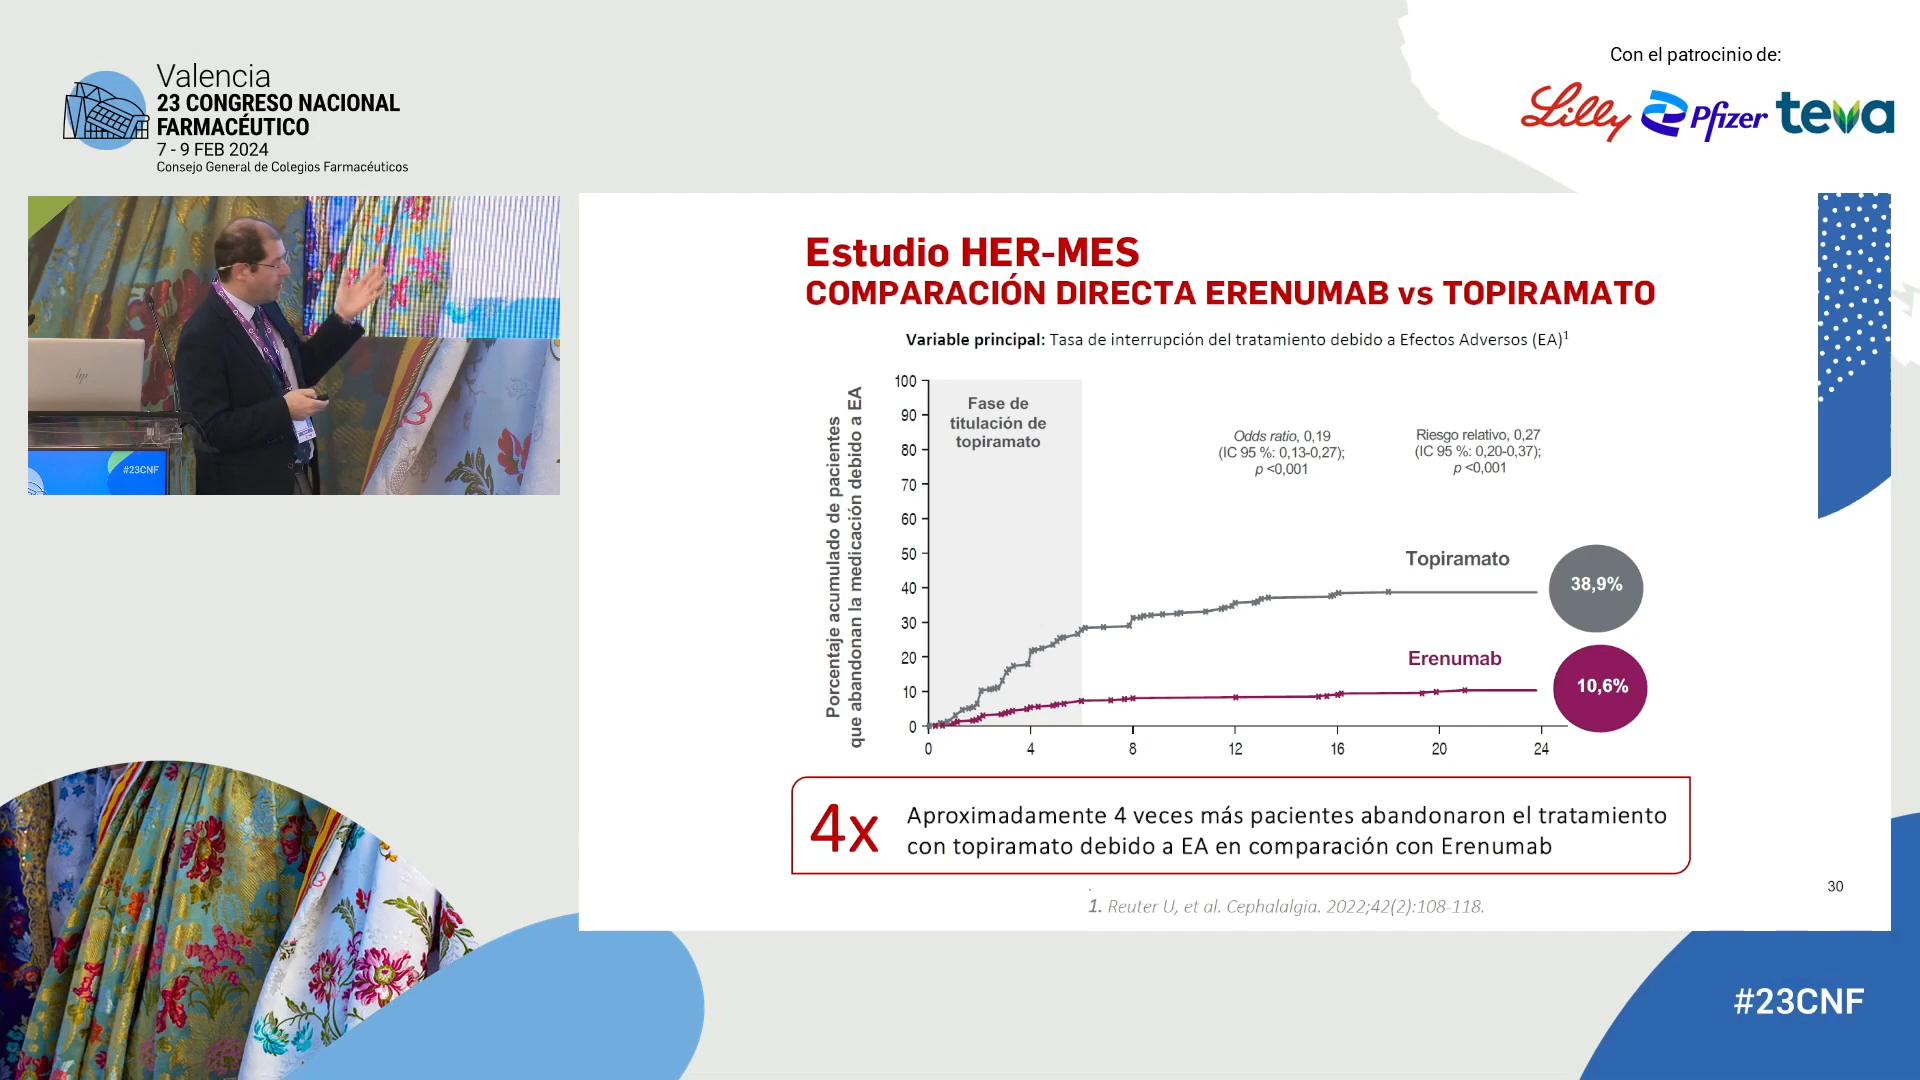 Valencia
23 CONGRESO NACIONAL
FARMACÉUTICO
7 - 9 FEB 2024
Consejo General de Colegios Farmacéuticos
Con el patrocinio de:
Lilly Pfizer teva
hp
#23CNF
Estudio HER-MES
COMPARACIÓN DIRECTA ERENUMAB vs TOPIRAMATO
Variable principal: Tasa de interrupción del tratamiento debido a Efectos Adversos (EA)¹
Porcentaje acumulado de pacientes
que abandonan la medicación debido a EA
100
90
80
70
60
50
40
30
20
10
0
Fase de
titulación de
topiramato
Odds ratio, 0,19
(IC 95 %: 0,13-0,27);
p <0,001
Riesgo relativo, 0,27
(IC 95 %: 0,20-0,37);
p <0,001
Topiramato
38,9%
Erenumab
10,6%
0 4 8 12 16 20 24
4x
Aproximadamente 4 veces más pacientes abandonaron el tratamiento
con topiramato debido a EA en comparación con Erenumab
30
1. Reuter U, et al. Cephalalgia. 2022;42(2):108-118.
#23CNF